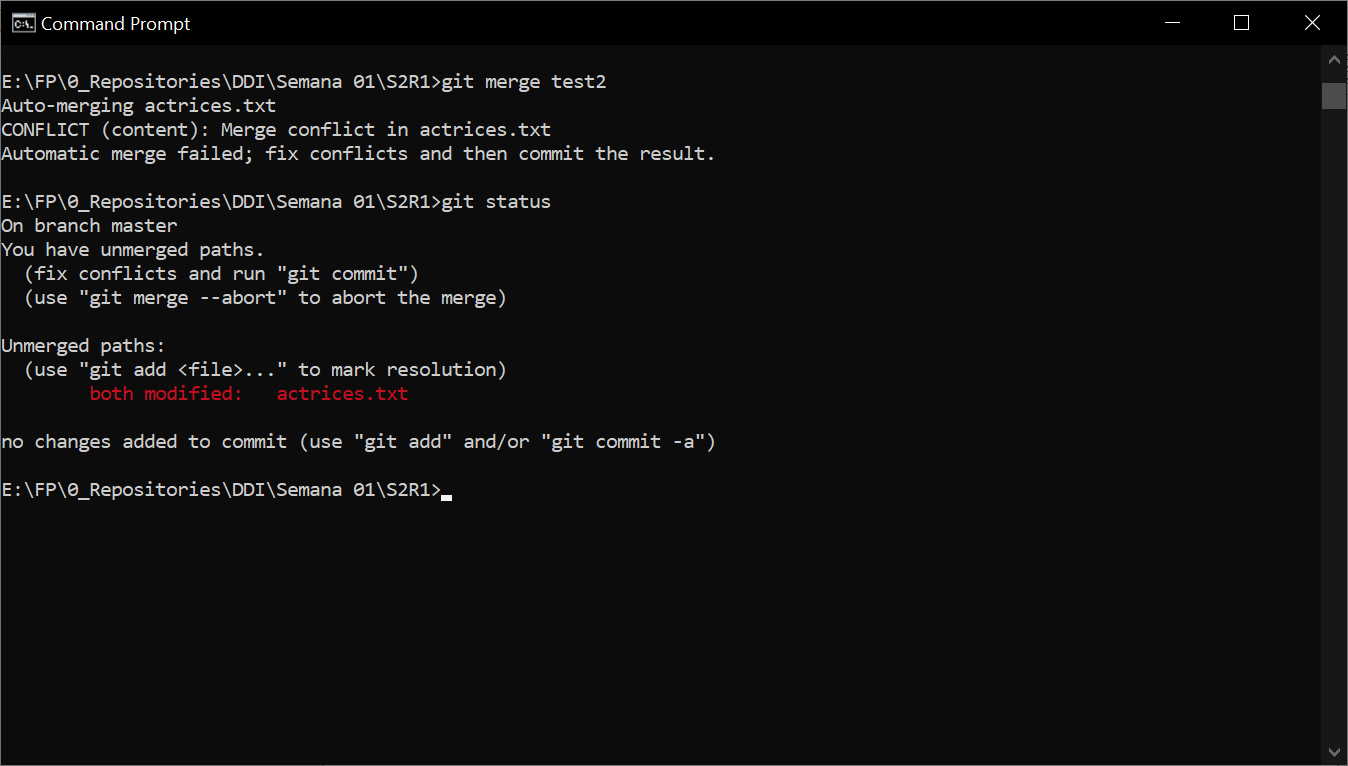 Command Prompt
E:\FP\0_Repositories\DDI\Semana 01\S2R1>git merge test2
Auto-merging actrices.txt
CONFLICT (content): Merge conflict in actrices.txt
Automatic merge failed; fix conflicts and then commit the result.
E:\FP\0_Repositories\DDI\Semana 01\S2R1>git status
On branch master
You have unmerged paths.
  (fix conflicts and run "git commit")
  (use "git merge --abort" to abort the merge)
Unmerged paths:
  (use "git add <file>..." to mark resolution)
        both modified:   actrices.txt
no changes added to commit (use "git add" and/or "git commit -a")
E:\FP\0_Repositories\DDI\Semana 01\S2R1>